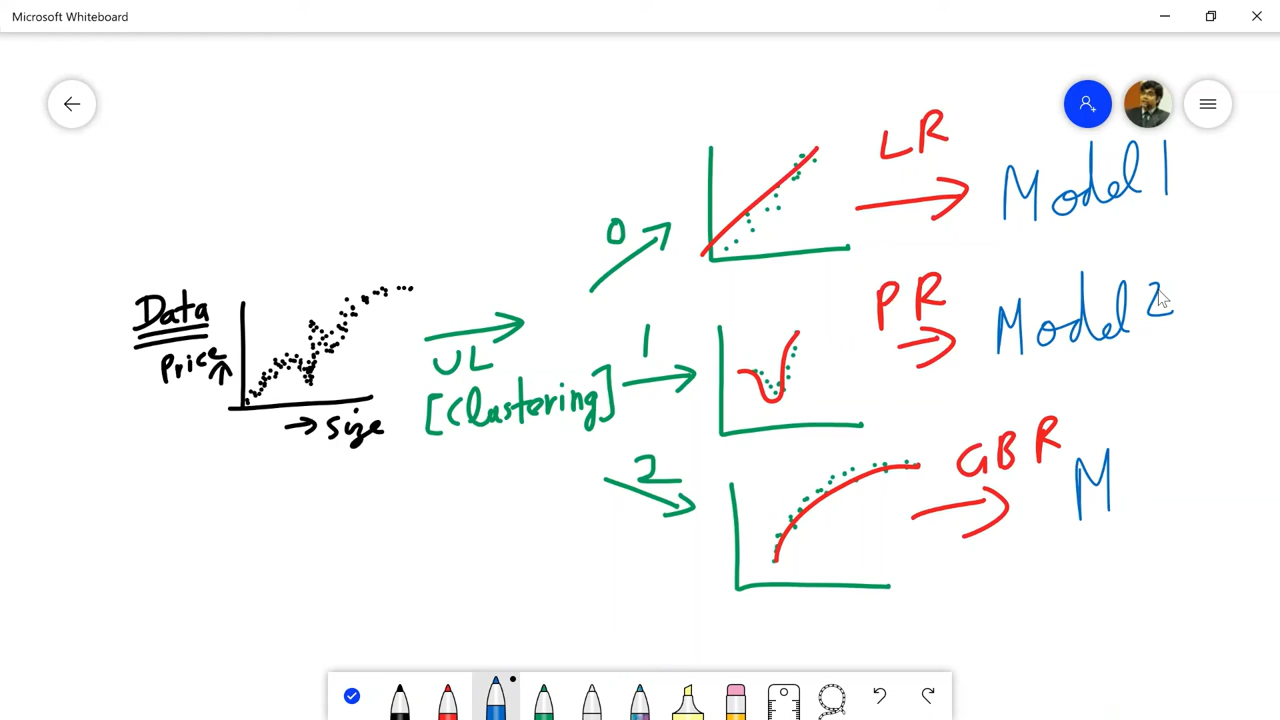 Microsoft Whiteboard
Data
Price
Size
UL
[Clustering]
0
1
2
LR
Model 1
PR
Model 2
GBR
M